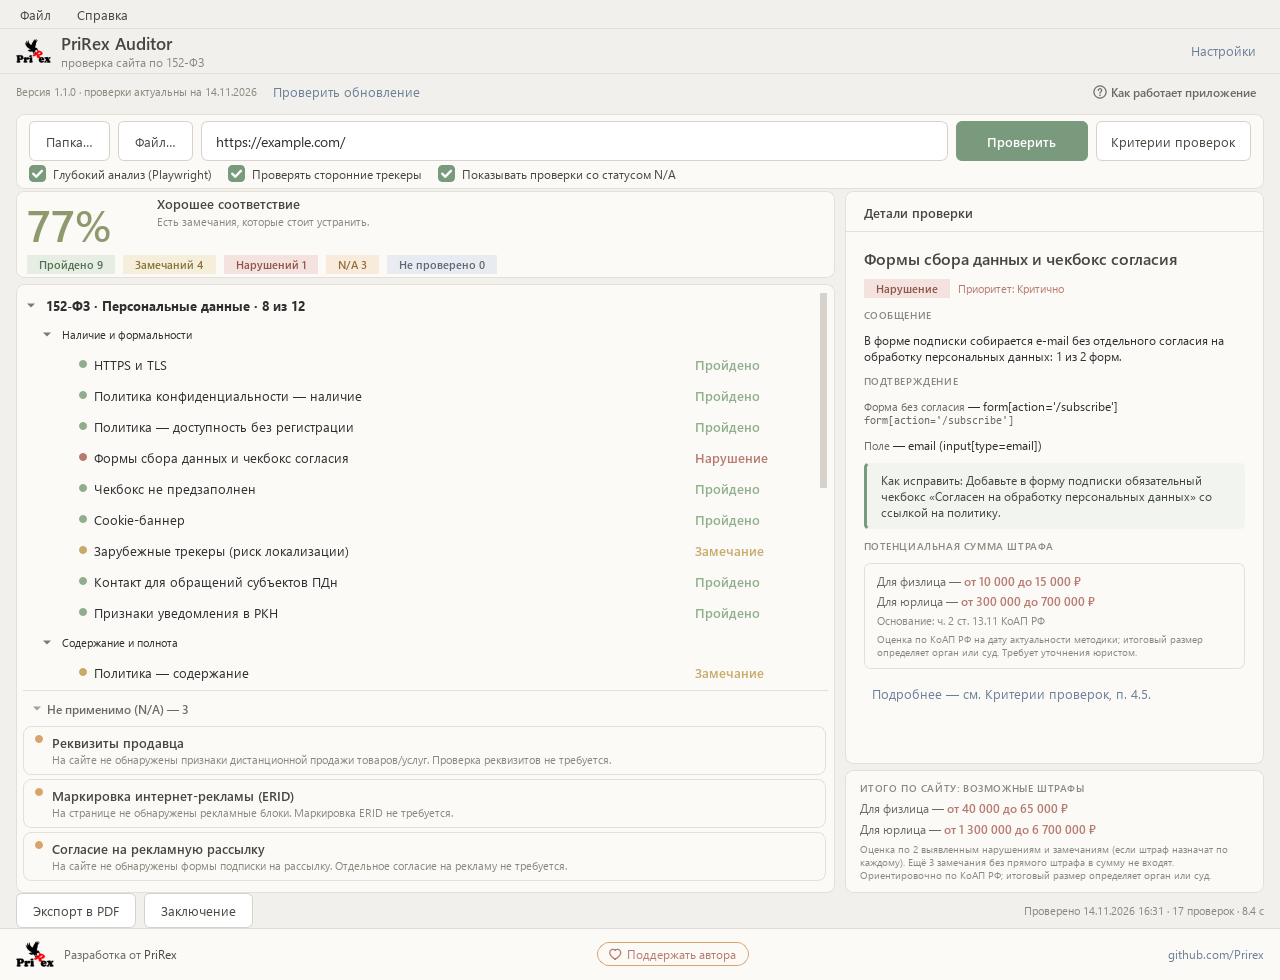 Файл Справка
PriRex PriRex Auditor
проверка сайта по 152-ФЗ
Настройки
Версия 1.1.0 · проверки актуальны на 14.11.2026 Проверить обновление
Как работает приложение
Папка... Файл... https://example.com/ Проверить Критерии проверок
Глубокий анализ (Playwright) Проверять сторонние трекеры Показывать проверки со статусом N/A
77%
Хорошее соответствие
Есть замечания, которые стоит устранить.
Пройдено 9 Замечаний 4 Нарушений 1 N/A 3 Не проверено 0
152-ФЗ · Персональные данные · 8 из 12
Наличие и формальности
HTTPS и TLS Пройдено
Политика конфиденциальности — наличие Пройдено
Политика — доступность без регистрации Пройдено
Формы сбора данных и чекбокс согласия Нарушение
Чекбокс не предзаполнен Пройдено
Cookie-баннер Пройдено
Зарубежные трекеры (риск локализации) Замечание
Контакт для обращений субъектов ПДн Пройдено
Признаки уведомления в РКН Пройдено
Содержание и полнота
Политика — содержание Замечание
Не применимо (N/A) — 3
Реквизиты продавца
На сайте не обнаружены признаки дистанционной продажи товаров/услуг. Проверка реквизитов не требуется.
Маркировка интернет-рекламы (ERID)
На странице не обнаружены рекламные блоки. Маркировка ERID не требуется.
Согласие на рекламную рассылку
На сайте не обнаружены формы подписки на рассылку. Отдельное согласие на рекламу не требуется.
Детали проверки
Формы сбора данных и чекбокс согласия
Нарушение Приоритет: Критично
СООБЩЕНИЕ
В форме подписки собирается e-mail без отдельного согласия на
обработку персональных данных: 1 из 2 форм.
ПОДТВЕРЖДЕНИЕ
Форма без согласия — form[action='/subscribe']
form[action='/subscribe']
Поле — email (input[type=email])
Как исправить: Добавьте в форму подписки обязательный
чекбокс «Согласен на обработку персональных данных» со
ссылкой на политику.
ПОТЕНЦИАЛЬНАЯ СУММА ШТРАФА
Для физлица — от 10 000 до 15 000 ₽
Для юрлица — от 300 000 до 700 000 ₽
Основание: ч. 2 ст. 13.11 КоАП РФ
Оценка по КоАП РФ на дату актуальности методики; итоговый размер
определяет орган или суд. Требует уточнения юристом.
Подробнее — см. Критерии проверок, п. 4.5.
ИТОГО ПО САЙТУ: ВОЗМОЖНЫЕ ШТРАФЫ
Для физлица — от 40 000 до 65 000 ₽
Для юрлица — от 1 300 000 до 6 700 000 ₽
Оценка по 2 выявленным нарушениям и замечаниям (если штраф назначат по
каждому). Ещё 3 замечания без прямого штрафа в сумму не входят.
Ориентировочно по КоАП РФ; итоговый размер определяет орган или суд.
Экспорт в PDF Заключение
Проверено 14.11.2026 16:31 · 17 проверок · 8.4 с
PriRex Разработка от PriRex
Поддержать автора
github.com/Prirex